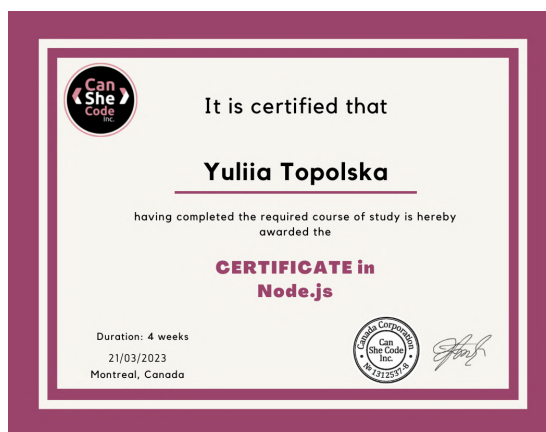 Can
She
Code
Inc.
It is certified that
Yuliia Topolska
having completed the required course of study is hereby
awarded the
CERTIFICATE in
Node.js
Duration: 4 weeks
21/03/2023
Montreal, Canada
Canada Corporation
Can
She Code
Inc.
№ 1312537-8